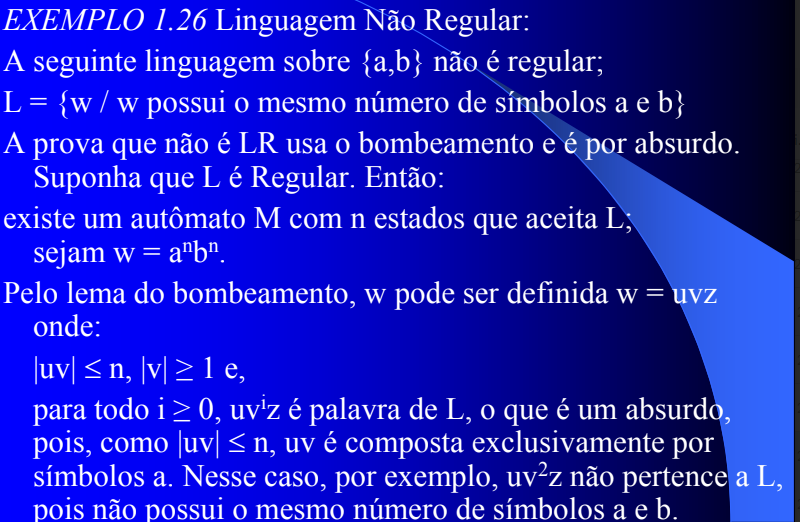 EXEMPLO 1.26 Linguagem Não Regular:
A seguinte linguagem sobre {a,b} não é regular;
L = {w / w possui o mesmo número de símbolos a e b}
A prova que não é LR usa o bombeamento e é por absurdo.
Suponha que L é Regular. Então:
existe um autômato M com n estados que aceita L;
sejam w = aⁿbⁿ.
Pelo lema do bombeamento, w pode ser definida w = uvz
onde:
|uv| ≤ n, |v| ≥ 1 e,
para todo i ≥ 0, uvⁱz é palavra de L, o que é um absurdo,
pois, como |uv| ≤ n, uv é composta exclusivamente por
símbolos a. Nesse caso, por exemplo, uv²z não pertence a L,
pois não possui o mesmo número de símbolos a e b.